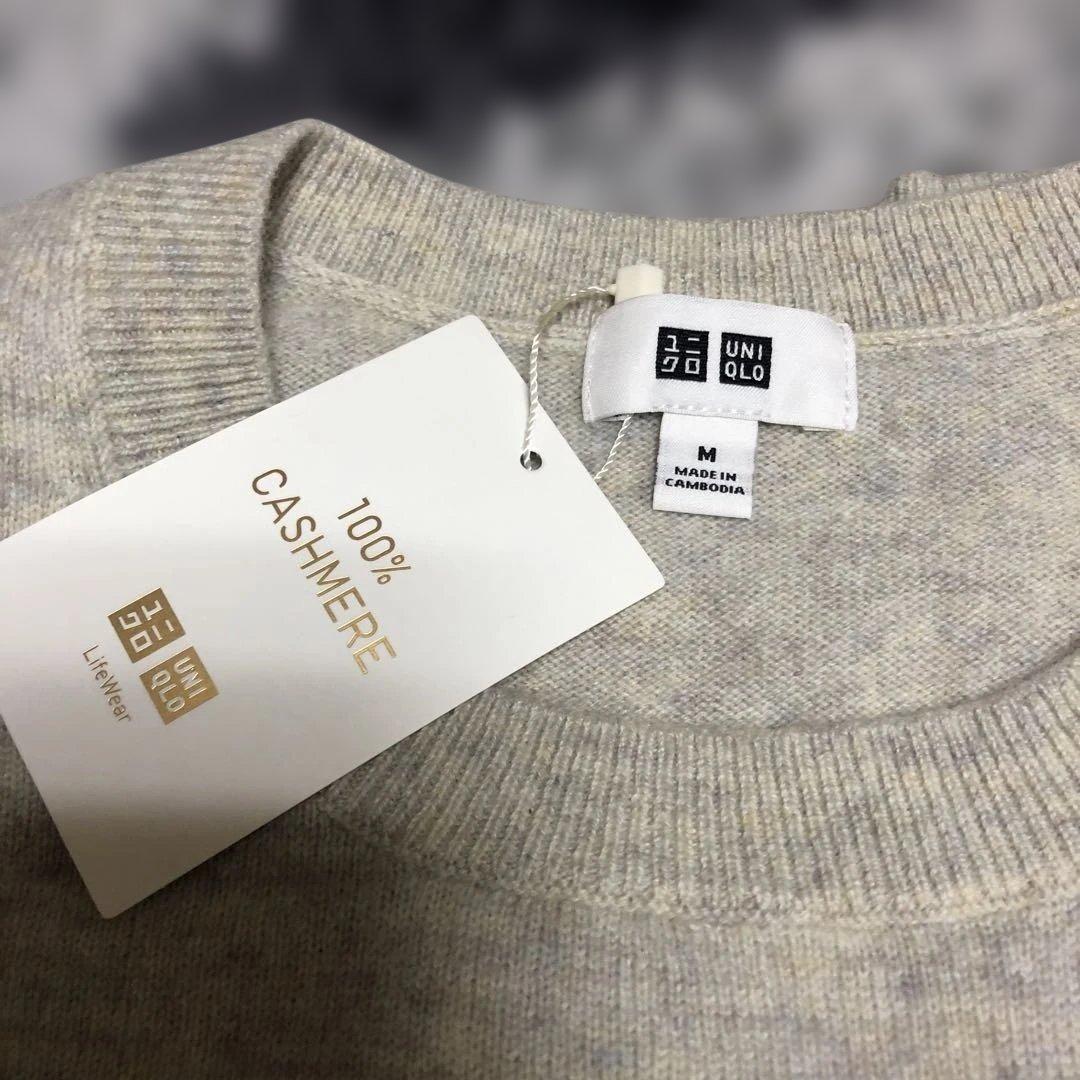 100%
CASHMERE
ユニ
クロ
UNI
QLO
LifeWear
ユニ
クロ
UNI
QLO
M
MADE IN
CAMBODIA